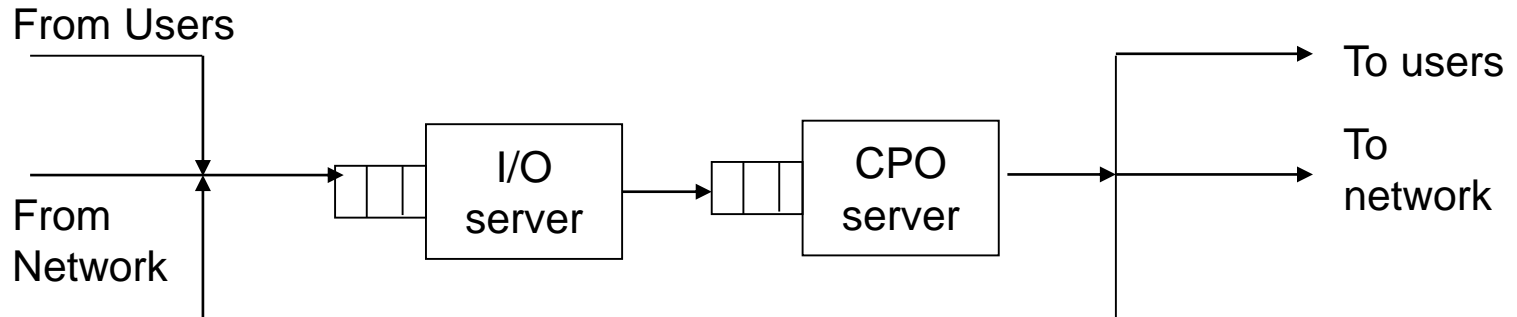 From Users
From
Network
I/O
server
CPO
server
To users
To
network